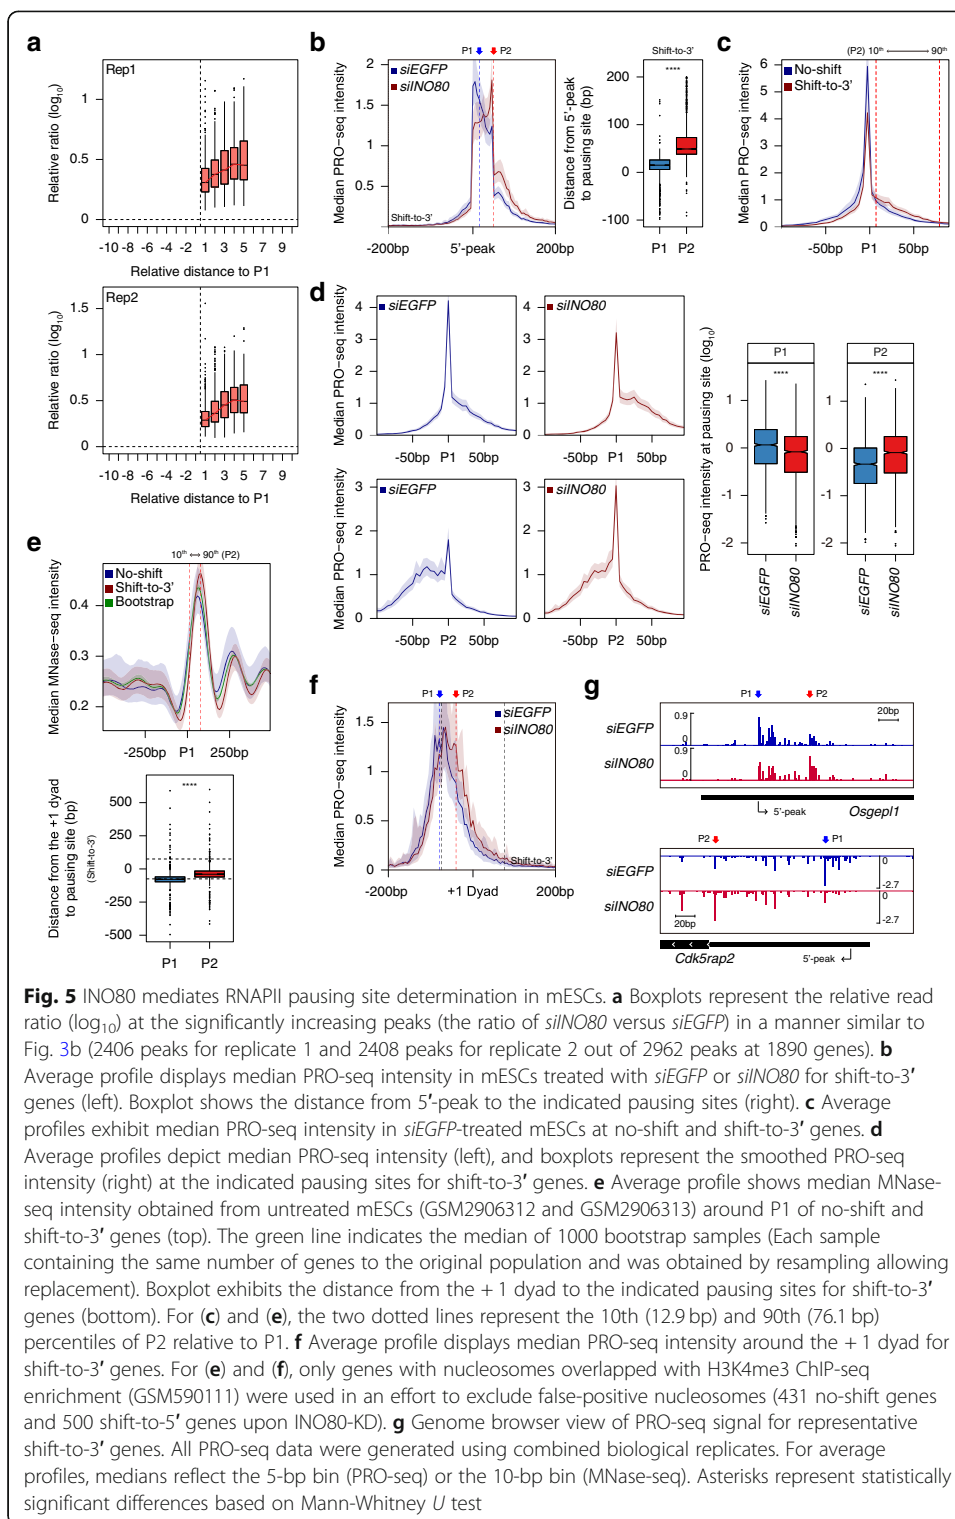 a
Rep1
Relative ratio (log10)
1
0.5
0
-10 -8 -6 -4 -2 1 3 5 7 9
Relative distance to P1
Rep2
Relative ratio (log10)
1.5
1
0.5
0
-10 -8 -6 -4 -2 1 3 5 7 9
Relative distance to P1
b
P1 P2
siEGFP
siINO80
Median PRO−seq intensity
2
1.5
1
0.5
Shift-to-3'
-200bp 5'-peak 200bp
Shift-to-3'
****
Distance from 5'-peak
to pausing site (bp)
200
100
0
-100
P1 P2
c
(P2) 10th 90th
No-shift
Shift-to-3'
Median PRO−seq intensity
6
5
4
3
2
1
-50bp P1 50bp
d
siEGFP
Median PRO−seq intensity
4
3
2
1
-50bp P1 50bp
siINO80
4
3
2
1
-50bp P1 50bp
siEGFP
Median PRO−seq intensity
3
2
1
-50bp P2 50bp
siINO80
3
2
1
-50bp P2 50bp
PRO−seq intensity at pausing site (log10)
P1
****
1
0
-1
-2
siEGFP siINO80
P2
****
1
0
-1
-2
siEGFP siINO80
e
10th ↔ 90th (P2)
No-shift
Shift-to-3'
Bootstrap
Median MNase−seq intensity
0.4
0.3
0.2
-250bp P1 250bp
****
Distance from the +1 dyad
to pausing site (bp)
(Shift-to-3')
500
250
0
-250
-500
P1 P2
f
P1 P2
siEGFP
siINO80
Median PRO−seq intensity
1.5
1
0.5
0
Shift-to-3'
-200bp +1 Dyad 200bp
g
P1 P2
20bp
siEGFP
0.9
0
siINO80
0.9
0
5'-peak
Osgepl1
P2 P1
siEGFP
0
-2.7
siINO80
0
-2.7
20bp
Cdk5rap2
5'-peak
Fig. 5 INO80 mediates RNAPII pausing site determination in mESCs. a Boxplots represent the relative read
ratio (log10) at the significantly increasing peaks (the ratio of siINO80 versus siEGFP) in a manner similar to
Fig. 3b (2406 peaks for replicate 1 and 2408 peaks for replicate 2 out of 2962 peaks at 1890 genes). b
Average profile displays median PRO-seq intensity in mESCs treated with siEGFP or siINO80 for shift-to-3′
genes (left). Boxplot shows the distance from 5′-peak to the indicated pausing sites (right). c Average
profiles exhibit median PRO-seq intensity in siEGFP-treated mESCs at no-shift and shift-to-3′ genes. d
Average profiles depict median PRO-seq intensity (left), and boxplots represent the smoothed PRO-seq
intensity (right) at the indicated pausing sites for shift-to-3′ genes. e Average profile shows median MNase-
seq intensity obtained from untreated mESCs (GSM2906312 and GSM2906313) around P1 of no-shift and
shift-to-3′ genes (top). The green line indicates the median of 1000 bootstrap samples (Each sample
containing the same number of genes to the original population and was obtained by resampling allowing
replacement). Boxplot exhibits the distance from the + 1 dyad to the indicated pausing sites for shift-to-3′
genes (bottom). For (c) and (e), the two dotted lines represent the 10th (12.9 bp) and 90th (76.1 bp)
percentiles of P2 relative to P1. f Average profile displays median PRO-seq intensity around the + 1 dyad for
shift-to-3′ genes. For (e) and (f), only genes with nucleosomes overlapped with H3K4me3 ChIP-seq
enrichment (GSM590111) were used in an effort to exclude false-positive nucleosomes (431 no-shift genes
and 500 shift-to-5′ genes upon INO80-KD). g Genome browser view of PRO-seq signal for representative
shift-to-3′ genes. All PRO-seq data were generated using combined biological replicates. For average
profiles, medians reflect the 5-bp bin (PRO-seq) or the 10-bp bin (MNase-seq). Asterisks represent statistically
significant differences based on Mann-Whitney U test